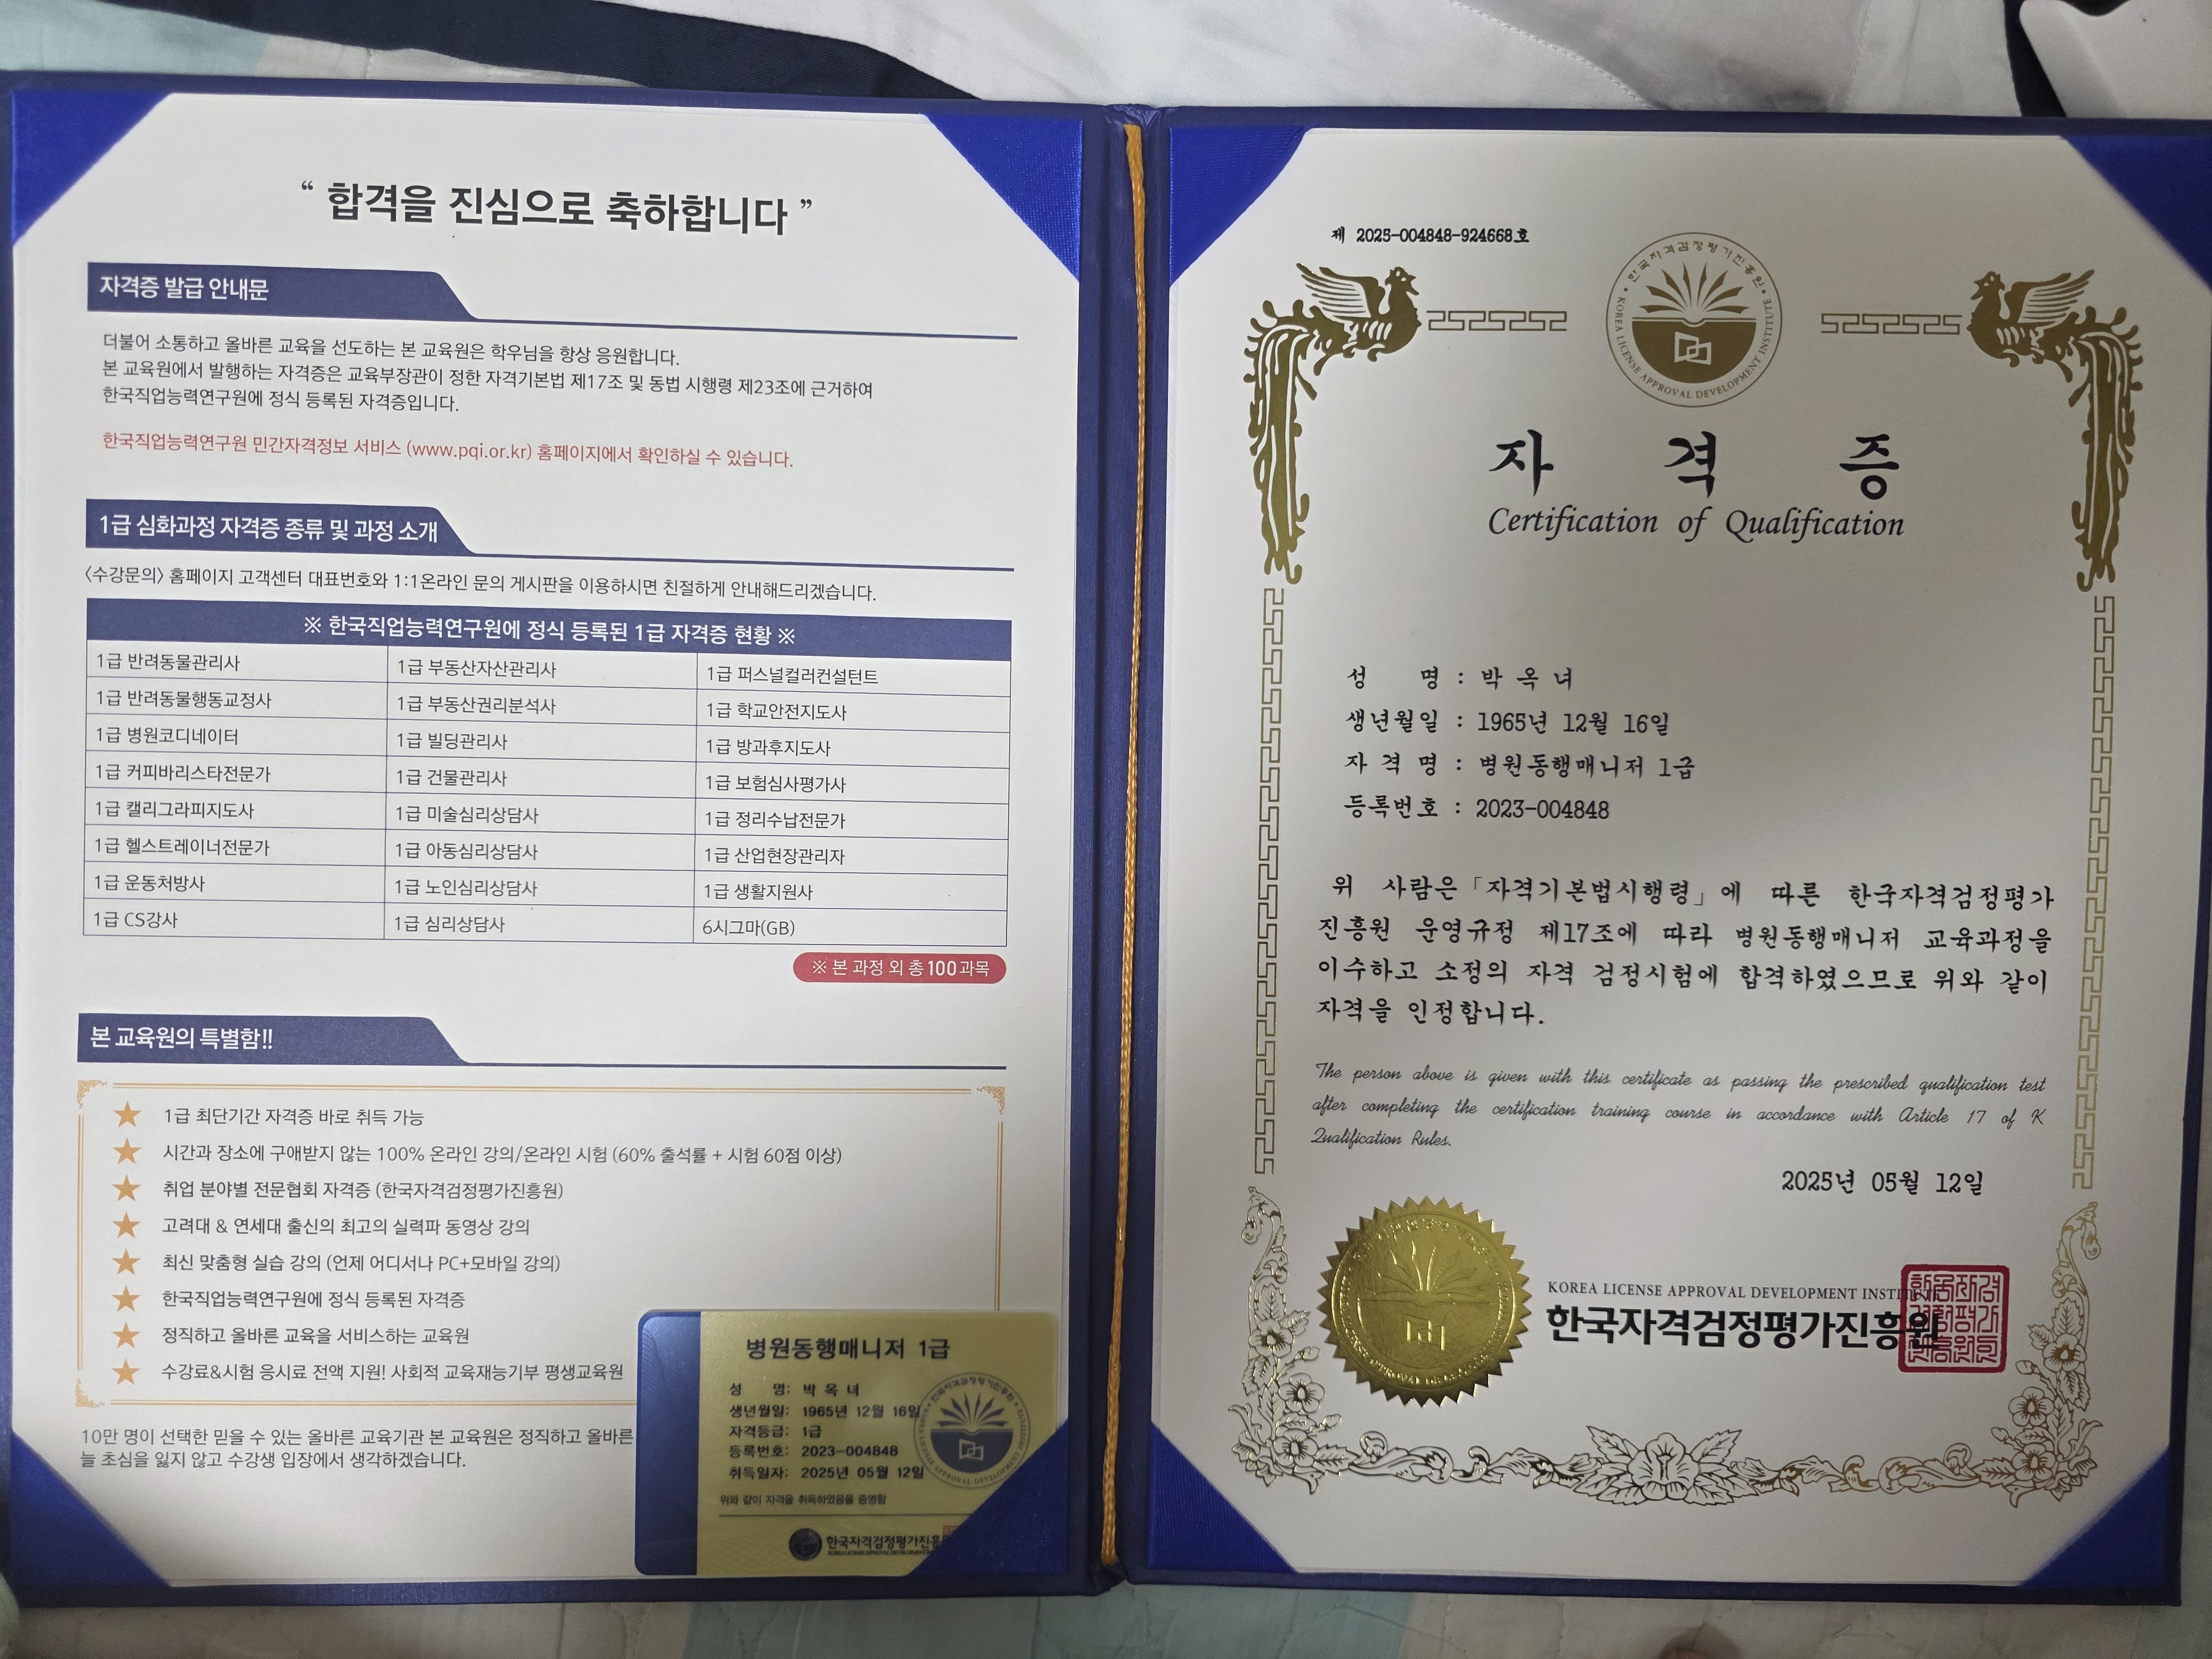 “ 합격을 진심으로 축하합니다 ”
자격증 발급 안내문
더불어 소통하고 올바른 교육을 선도하는 본 교육원은 학우님을 항상 응원합니다.
본 교육원에서 발행하는 자격증은 교육부장관이 정한 자격기본법 제17조 및 동법 시행령 제23조에 근거하여
한국직업능력연구원에 정식 등록된 자격증입니다.
한국직업능력연구원 민간자격정보 서비스 (www.pqi.or.kr) 홈페이지에서 확인하실 수 있습니다.
1급 심화과정 자격증 종류 및 과정 소개
〈수강문의〉 홈페이지 고객센터 대표번호와 1:1온라인 문의 게시판을 이용하시면 친절하게 안내해드리겠습니다.
※ 한국직업능력연구원에 정식 등록된 1급 자격증 현황 ※
1급 반려동물관리사 1급 부동산자산관리사 1급 퍼스널컬러컨설턴트
1급 반려동물행동교정사 1급 부동산권리분석사 1급 학교안전지도사
1급 병원코디네이터 1급 빌딩관리사 1급 방과후지도사
1급 커피바리스타전문가 1급 건물관리사 1급 보험심사평가사
1급 캘리그라피지도사 1급 미술심리상담사 1급 정리수납전문가
1급 헬스트레이너전문가 1급 아동심리상담사 1급 산업현장관리자
1급 운동처방사 1급 노인심리상담사 1급 생활지원사
1급 CS강사 1급 심리상담사 6시그마(GB)
※ 본 과정 외 총 100과목
본 교육원의 특별함!!
1급 최단기간 자격증 바로 취득 가능
시간과 장소에 구애받지 않는 100% 온라인 강의/온라인 시험 (60% 출석률 + 시험 60점 이상)
취업 분야별 전문협회 자격증 (한국자격검정평가진흥원)
고려대 & 연세대 출신의 최고의 실력파 동영상 강의
최신 맞춤형 실습 강의 (언제 어디서나 PC+모바일 강의)
한국직업능력연구원에 정식 등록된 자격증
정직하고 올바른 교육을 서비스하는 교육원
수강료&시험 응시료 전액 지원! 사회적 교육재능기부 평생교육원
10만 명이 선택한 믿을 수 있는 올바른 교육기관 본 교육원은 정직하고 올바른
늘 초심을 잃지 않고 수강생 입장에서 생각하겠습니다.
병원동행매니저 1급
성 명: 박 옥 녀
생년월일: 1965년 12월 16일
자격등급: 1급
등록번호: 2023-004848
취득일자: 2025년 05월 12일
위와 같이 자격을 취득하였음을 증명함
한국자격검정평가진흥
제 2025-004848-924668호
한국자격검정평가진흥원
KOREA LICENSE APPROVAL DEVELOPMENT INSTITUTE
자 격 증
Certification of Qualification
성 명 : 박 옥 녀
생년월일 : 1965년 12월 16일
자 격 명 : 병원동행매니저 1급
등록번호 : 2023-004848
위 사람은 「자격기본법시행령」에 따른 한국자격검정평가
진흥원 운영규정 제17조에 따라 병원동행매니저 교육과정을
이수하고 소정의 자격 검정시험에 합격하였으므로 위와 같이
자격을 인정합니다.
The person above is given with this certificate as passing the prescribed qualification test
after completing the certification training course in accordance with Article 17 of K
Qualification Rules.
2025년 05월 12일
KOREA LICENSE APPROVAL DEVELOPMENT INSTITUTE
한국자격검정평가진흥원